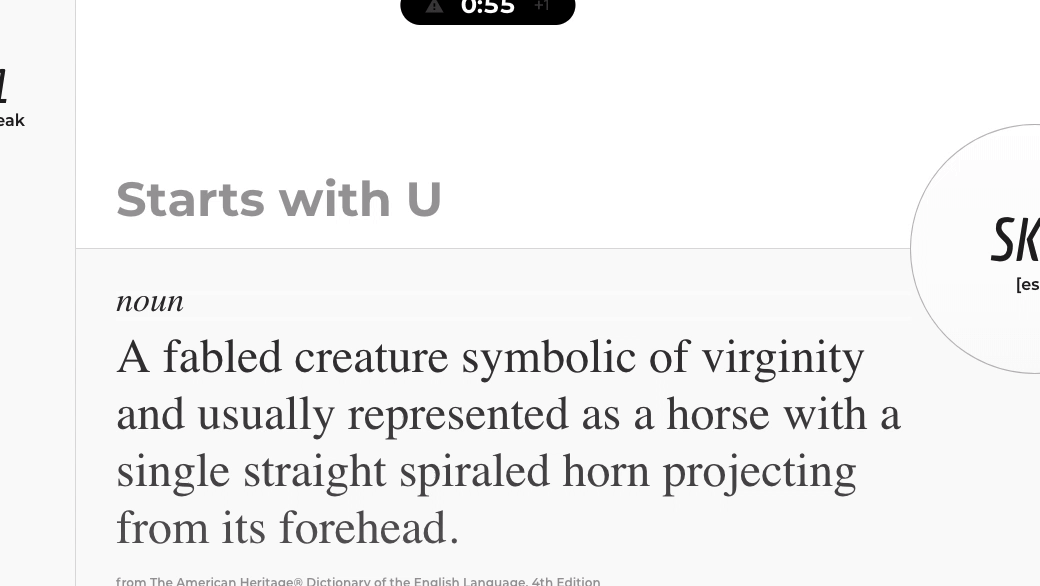 0:55 +1
eak
Starts with U
SK
[es
noun
A fabled creature symbolic of virginity
and usually represented as a horse with a
single straight spiraled horn projecting
from its forehead.
from The American Heritage® Dictionary of the English Language, 4th Edition